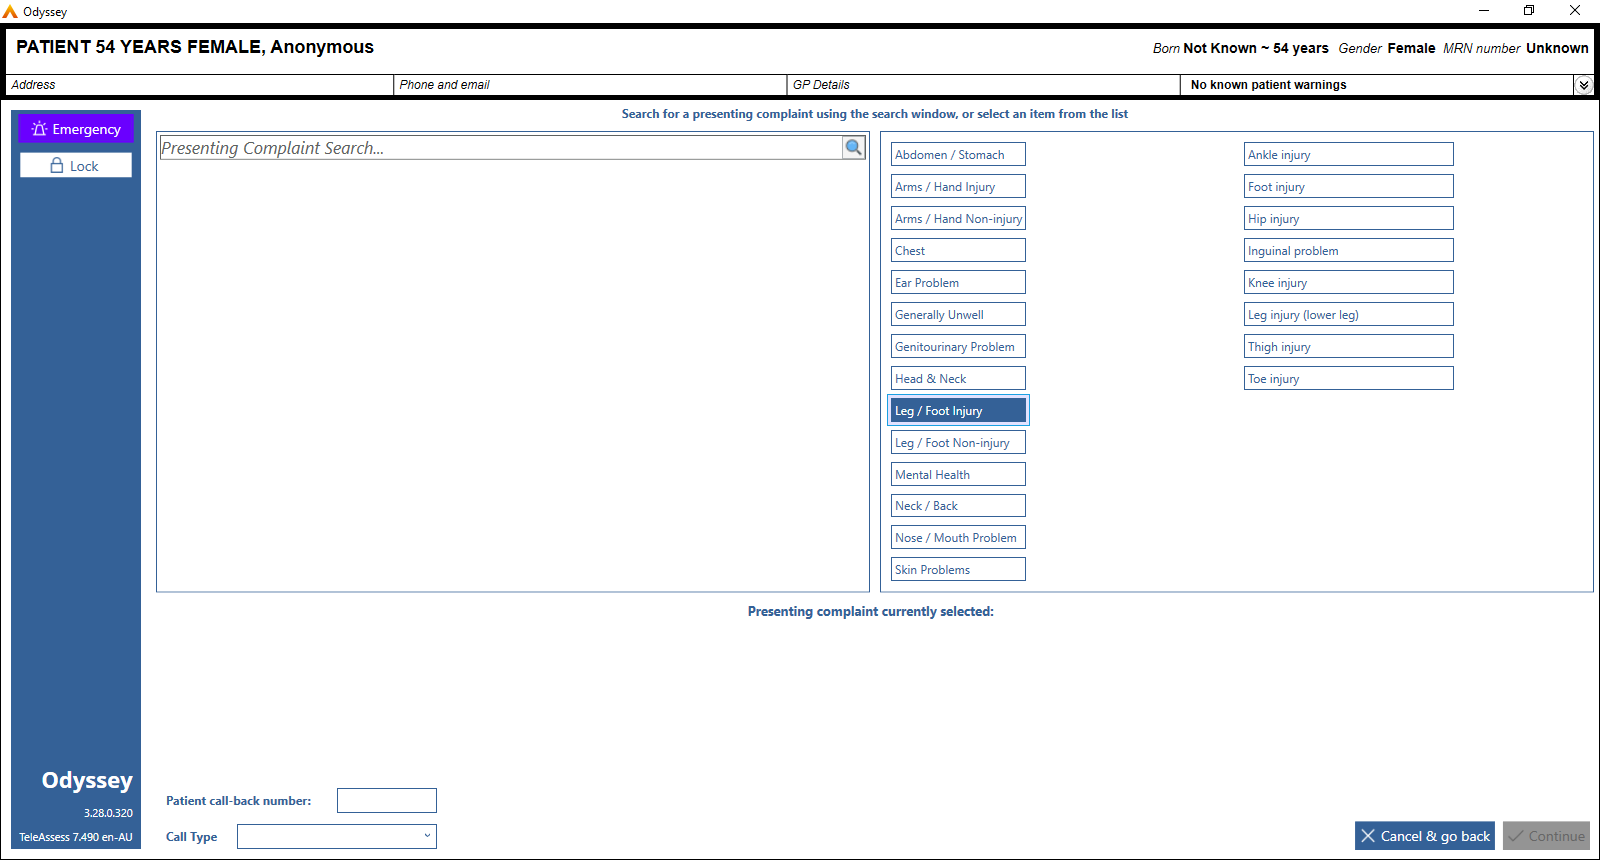 Odyssey
PATIENT 54 YEARS FEMALE, Anonymous
Born Not Known ~ 54 years Gender Female MRN number Unknown
Address
Phone and email
GP Details
No known patient warnings
Emergency
Lock
Search for a presenting complaint using the search window, or select an item from the list
Presenting Complaint Search...
Abdomen / Stomach
Arms / Hand Injury
Arms / Hand Non-injury
Chest
Ear Problem
Generally Unwell
Genitourinary Problem
Head & Neck
Leg / Foot Injury
Leg / Foot Non-injury
Mental Health
Neck / Back
Nose / Mouth Problem
Skin Problems
Ankle injury
Foot injury
Hip injury
Inguinal problem
Knee injury
Leg injury (lower leg)
Thigh injury
Toe injury
Presenting complaint currently selected:
Odyssey
3.28.0.320
TeleAssess 7.490 en-AU
Patient call-back number:
Call Type
Cancel & go back
Continue